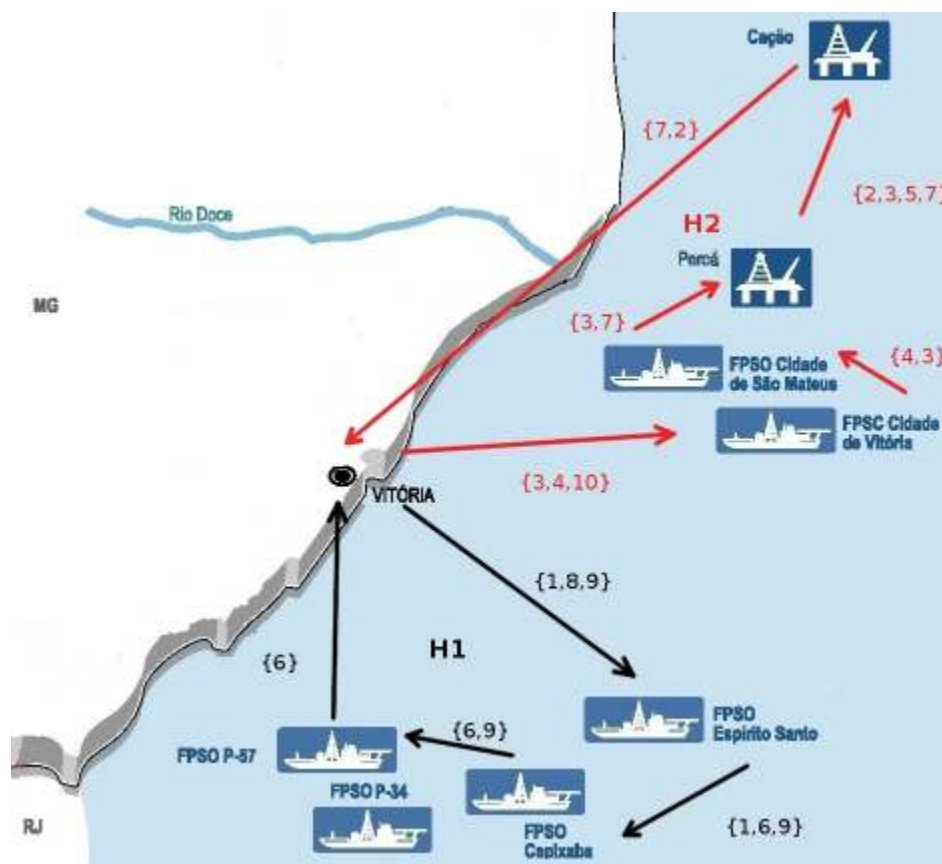 Cação
{7,2}
{2,3,5,7}
Rio Doce
H2
Peroá
MG
{3,7}
{4,3}
FPSO Cidade
de São Mateus
FPSC Cidade
de Vitória
{3,4,10}
VITÓRIA
{1,8,9}
H1
{6}
FPSO
Espírito Santo
{6,9}
FPSO P-57
FPSO P-34
{1,6,9}
RJ
FPSO
Capixaba